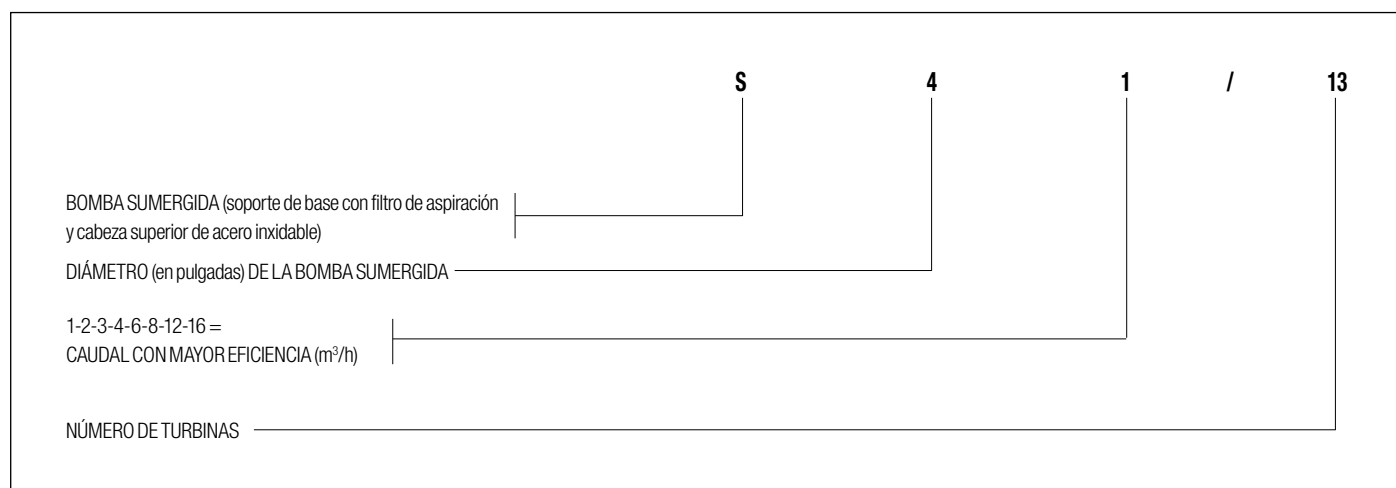 S 4 1 / 13
BOMBA SUMERGIDA (soporte de base con filtro de aspiración
y cabeza superior de acero inxidable)
DIÁMETRO (en pulgadas) DE LA BOMBA SUMERGIDA
1-2-3-4-6-8-12-16 =
CAUDAL CON MAYOR EFICIENCIA (m³/h)
NÚMERO DE TURBINAS